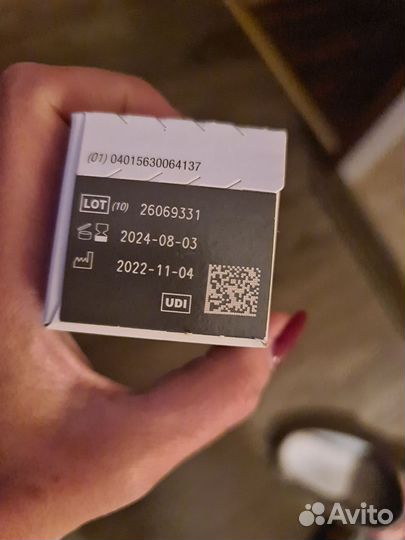 (01) 04015630064137
LOT (10) 26069331
2024-08-03
2022-11-04
UDI
Avito